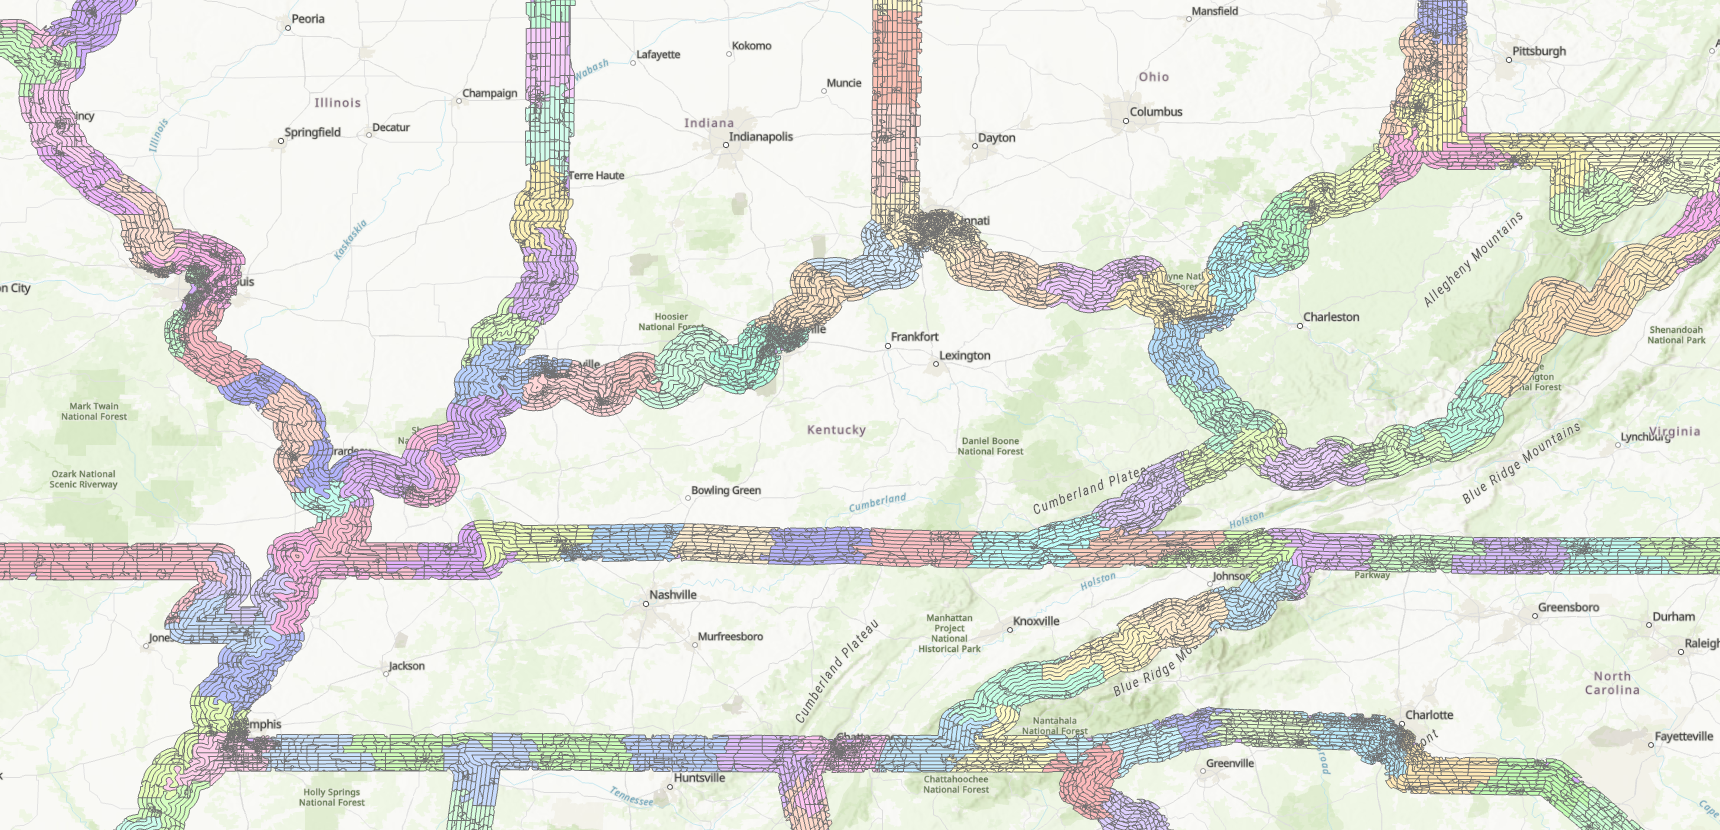 Peoria
Mansfield
Kokomo
Lafayette
Pittsburgh
Wabash
Ohio
Muncie
Champaign
Illinois
Columbus
Indiana
Springfield
Decatur
Indianapolis
Dayton
Illinois
Terre Haute
Kaskaskia
Allegheny Mountains
Charleston
Hoosier
Frankfort
Shenandoah
National Park
Lexington
Mark Twain
National Forest
Kentucky
Daniel Boone
National Forest
Virginia
Blue Ridge Mountains
Ozark National
Scenic Riverway
Bowling Green
Cumberland
Holston
Holston
Parkway
Nashville
Manhattan
Project
National
Historical Park
Knoxville
Greensboro
Durham
Murfreesboro
Cumberland Plateau
Jackson
North
Carolina
Nantahala
National Forest
Charlotte
Fayetteville
Greenville
Huntsville
Chattahoochee
National Forest
Holly Springs
National Forest
Tennessee